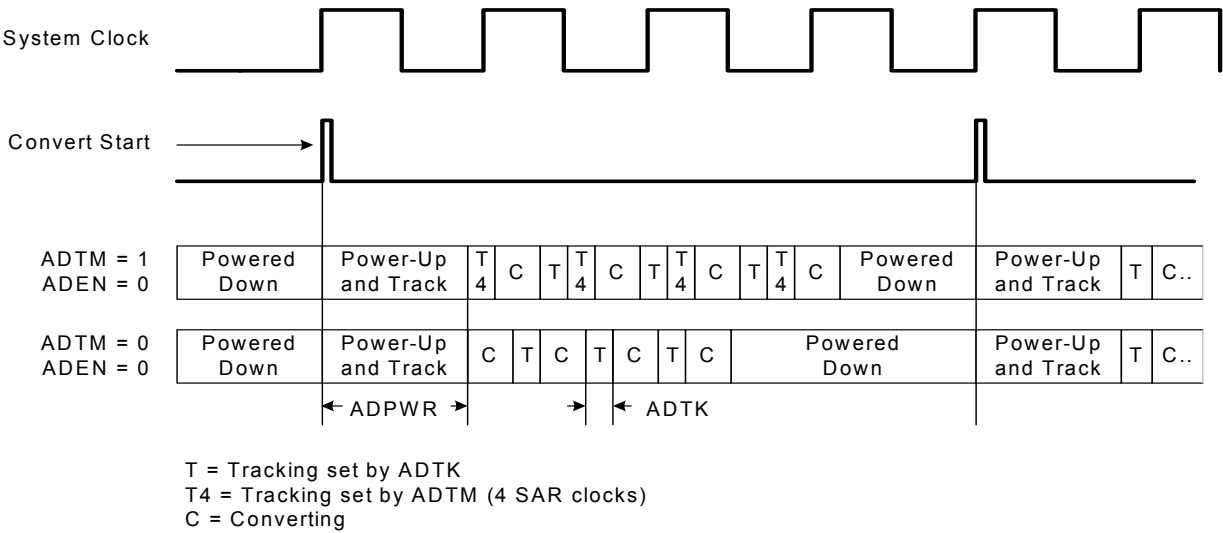 System Clock
Convert Start
ADTM = 1
ADEN = 0
Powered
Down
Power-Up
and Track
T
4
C
T
T
4
C
T
T
4
C
T
T
4
C
Powered
Down
Power-Up
and Track
T
C..
ADTM = 0
ADEN = 0
Powered
Down
Power-Up
and Track
C
T
C
T
C
T
C
Powered
Down
Power-Up
and Track
T
C..
ADPWR
ADTK
T = Tracking set by ADTK
T4 = Tracking set by ADTM (4 SAR clocks)
C = Converting